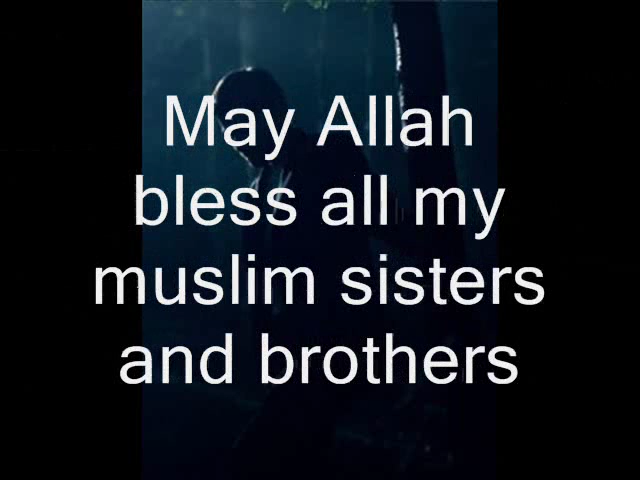 May Allah
bless all my
muslim sisters
and brothers